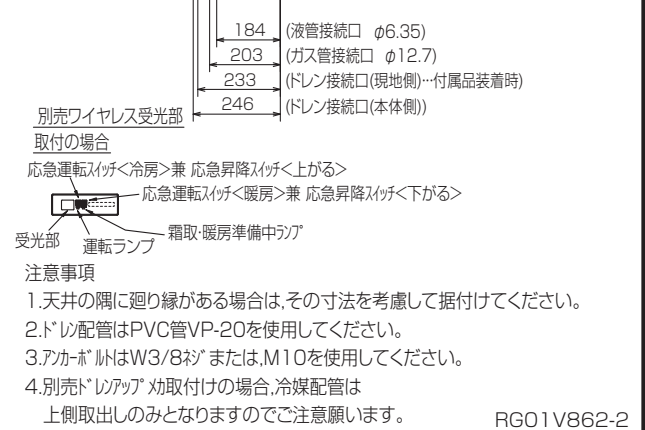 184 (液管接続口 φ6.35)
203 (ガス管接続口 φ12.7)
233 (ドレン接続口(現地側)…付属品装着時)
246 (ドレン接続口(本体側))
別売ワイヤレス受光部
取付の場合
応急運転スイッチ<冷房>兼 応急昇降スイッチ<上がる>
応急運転スイッチ<暖房>兼 応急昇降スイッチ<下がる>
霜取・暖房準備中ランプ
受光部 運転ランプ
注意事項
1.天井の隅に廻り縁がある場合は,その寸法を考慮して据付けてください。
2.ドレン配管はPVC管VP-20を使用してください。
3.アンカーボルトはW3/8ネジまたは,M10を使用してください。
4.別売ドレンアップメカ取付けの場合,冷媒配管は
上側取出しのみとなりますのでご注意願います。
RG01V862-2